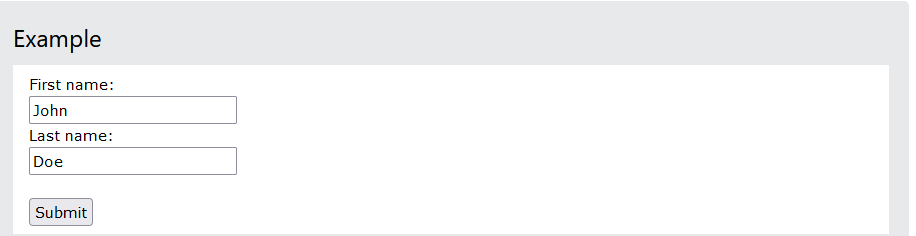 Example
First name:
John
Last name:
Doe
Submit